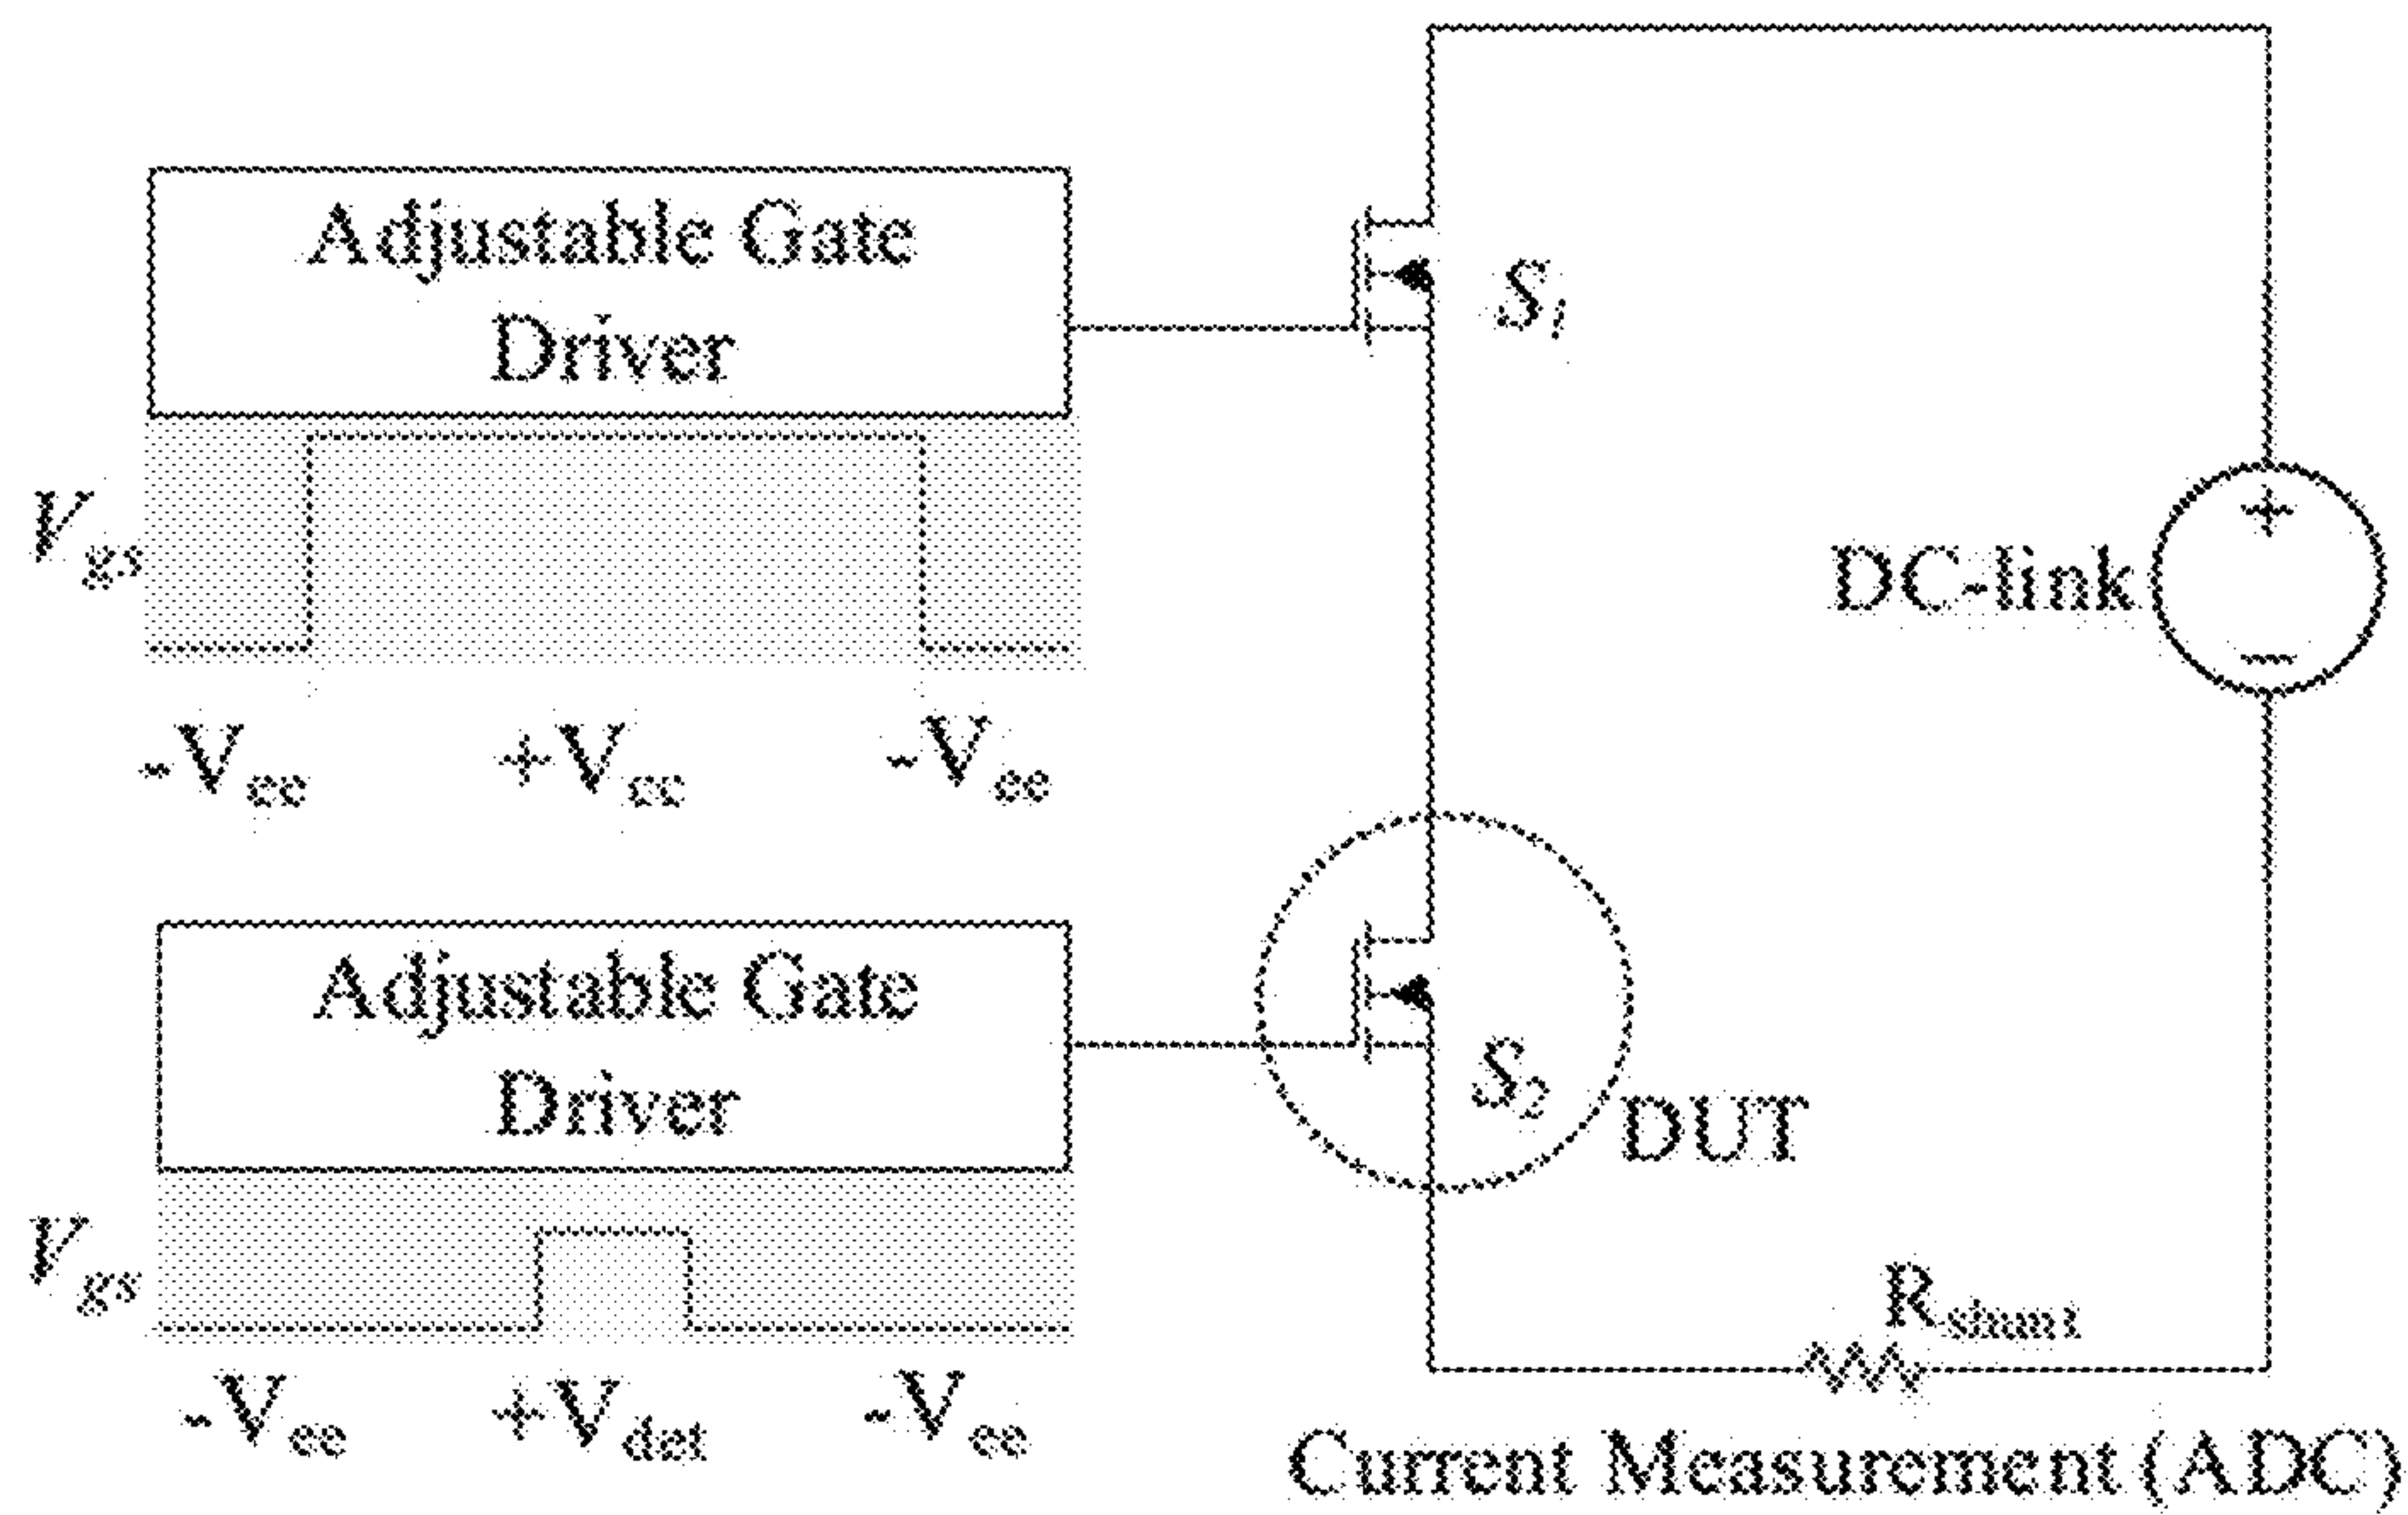 Adjustable Gate
Driver
S1
Vgs
DC-link
+
−
-Vee
+Vcc
-Vee
Adjustable Gate
Driver
S2
DUT
Vgs
Rshunt
-Vee
+Vdet
-Vee
Current Measurement (ADC)